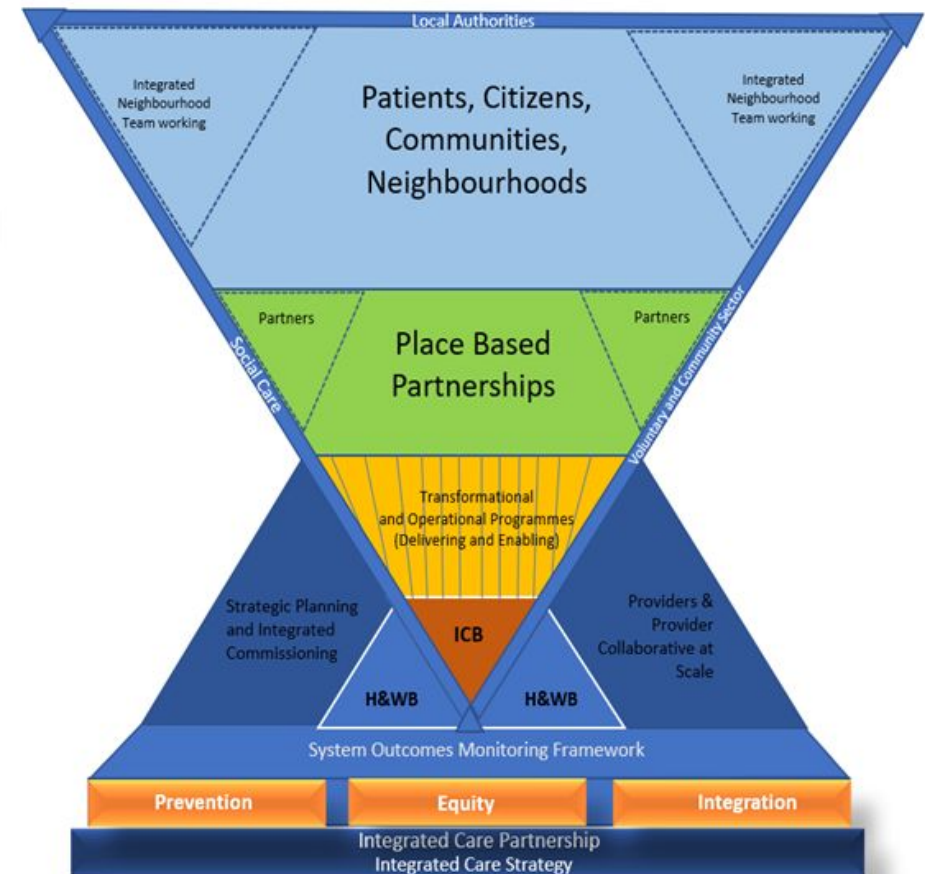 Local Authorities
Integrated
Neighbourhood
Team working
Patients, Citizens,
Communities,
Neighbourhoods
Integrated
Neighbourhood
Team working
Partners
Place Based
Partnerships
Partners
Social Care
Voluntary and Community Sector
Transformational
and Operational Programmes
(Delivering and Enabling)
Strategic Planning
and Integrated
Commissioning
ICB
Providers &
Provider
Collaborative at
Scale
H&WB
H&WB
System Outcomes Monitoring Framework
Prevention
Equity
Integration
Integrated Care Partnership
Integrated Care Strategy